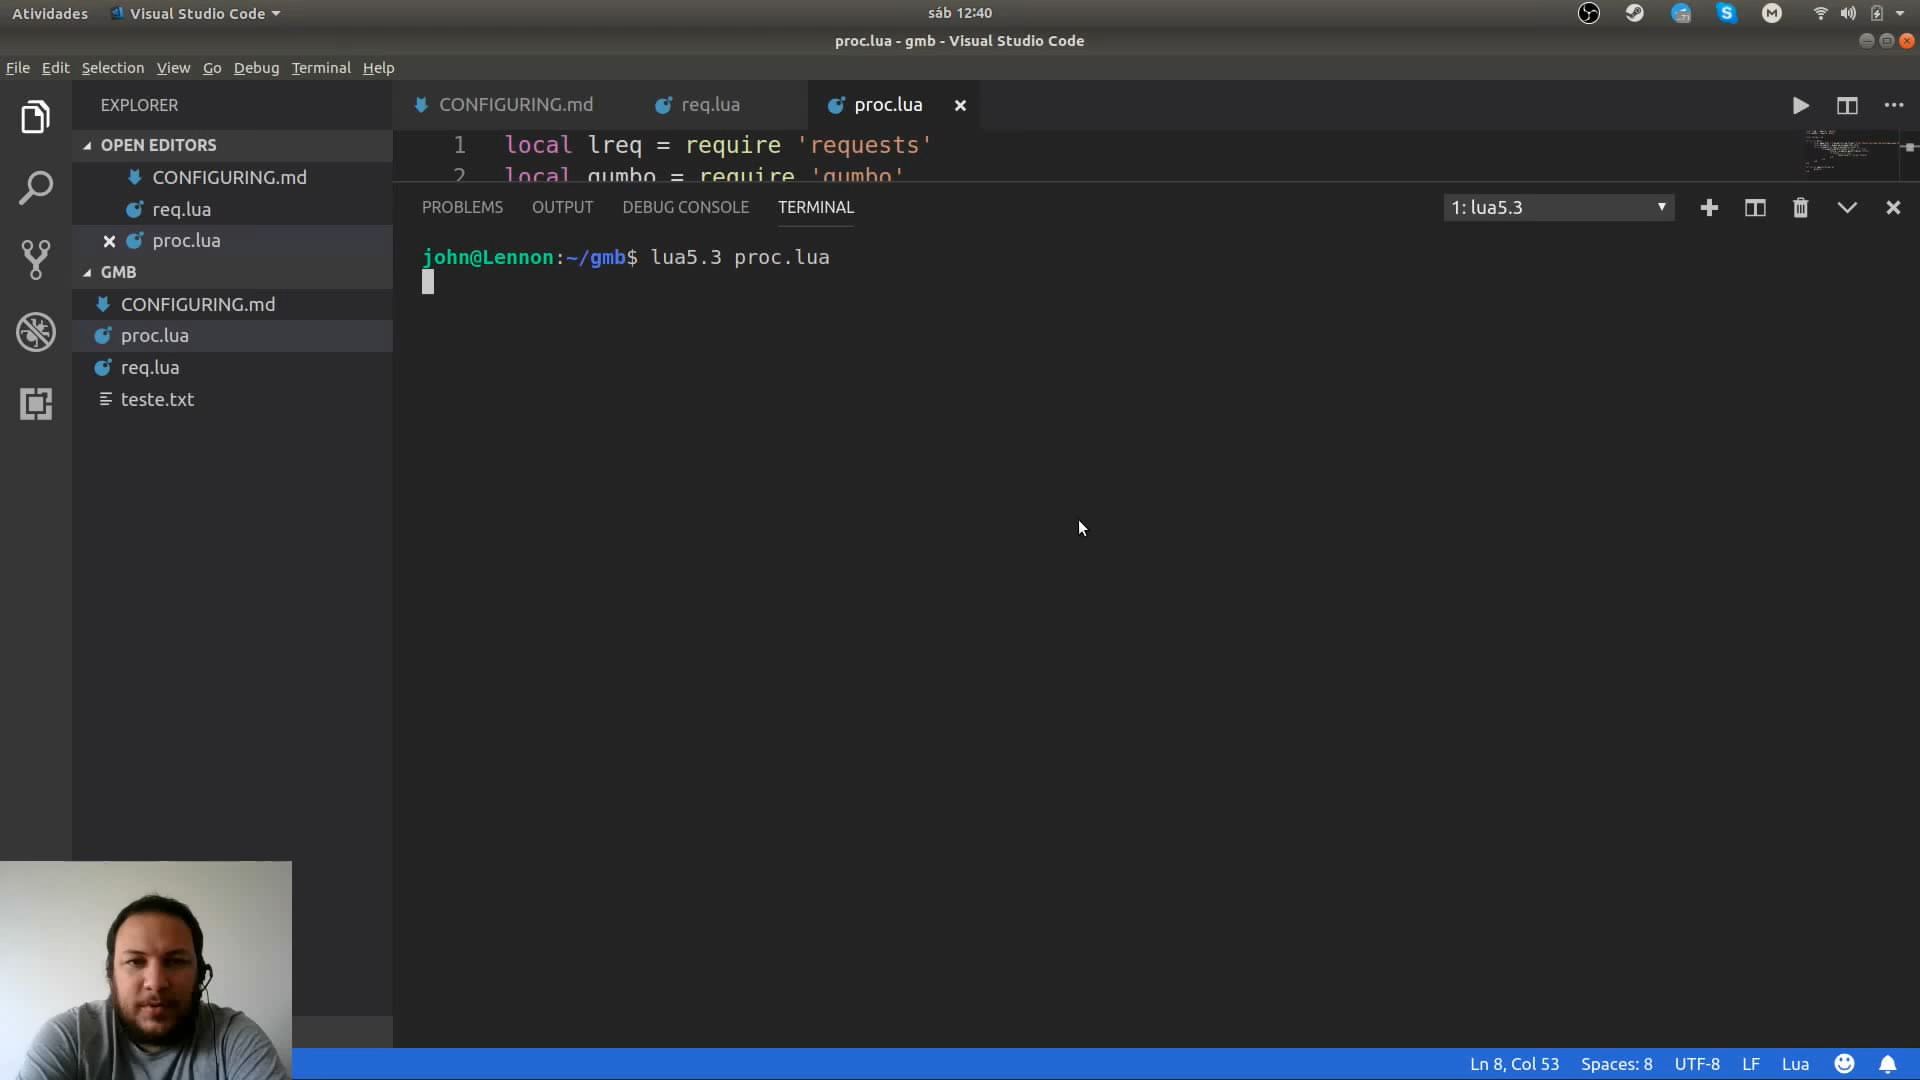 Atividades
Visual Studio Code
sáb 12:40
proc.lua - gmb - Visual Studio Code
File Edit Selection View Go Debug Terminal Help
EXPLORER
OPEN EDITORS
CONFIGURING.md
req.lua
proc.lua
GMB
CONFIGURING.md
proc.lua
req.lua
teste.txt
CONFIGURING.md
req.lua
proc.lua
1 local lreq = require 'requests'
2 local gumbo = require 'gumbo'
PROBLEMS OUTPUT DEBUG CONSOLE TERMINAL
1: lua5.3
john@Lennon:~/gmb$ lua5.3 proc.lua
Ln 8, Col 53 Spaces: 8 UTF-8 LF Lua